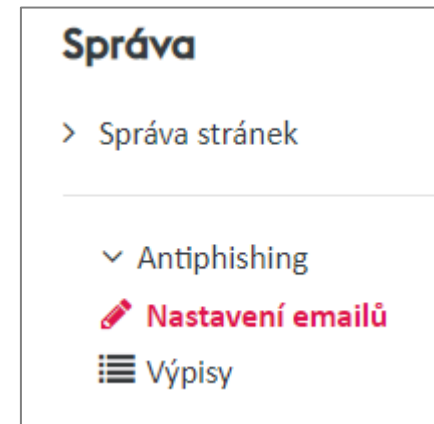 Správa
Správa stránek
Antiphishing
Nastavení emailů
Výpisy